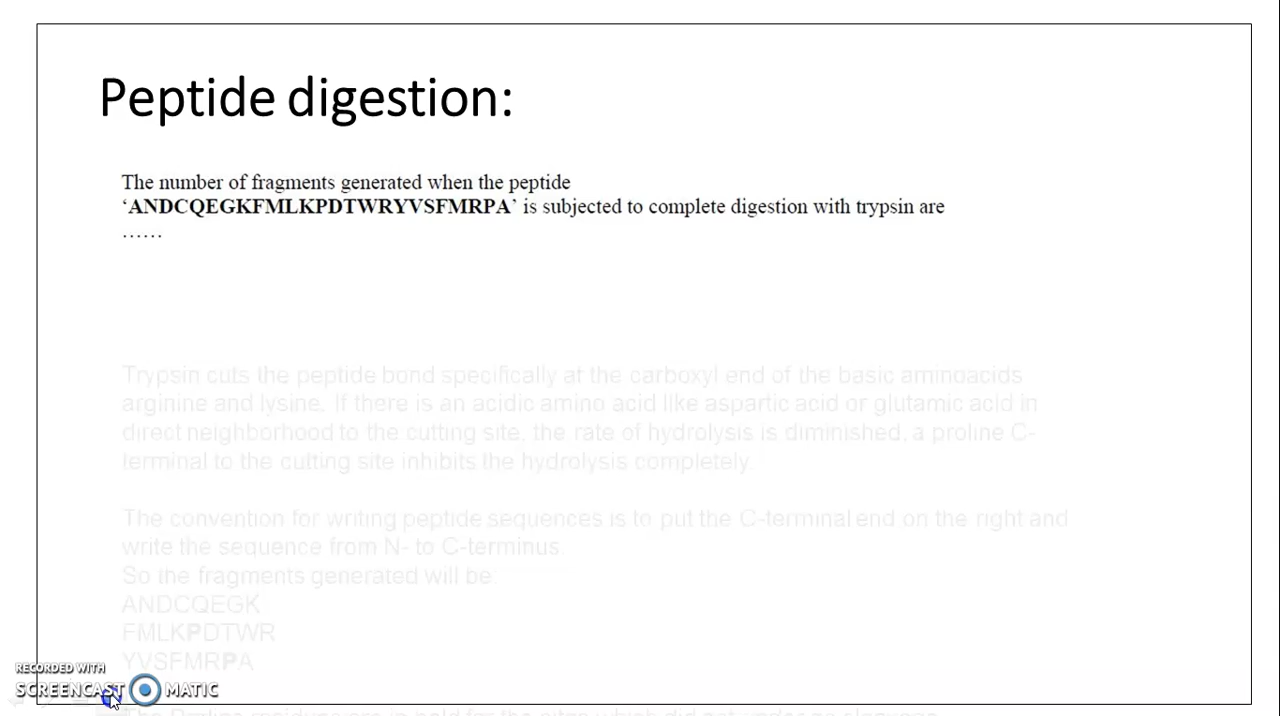 Peptide digestion:
The number of fragments generated when the peptide
‘ANDCQEGKFMLKPDTWRYVSFMRPA’ is subjected to complete digestion with trypsin are
……
Trypsin cuts the peptide bond specifically at the carboxyl end of the basic aminoacids
arginine and lysine. If there is an acidic amino acid like aspartic acid or glutamic acid in
direct neighborhood to the cutting site, the rate of hydrolysis is diminished, a proline C-
terminal to the cutting site inhibits the hydrolysis completely.
The convention for writing peptide sequences is to put the C-terminal end on the right and
write the sequence from N- to C-terminus.
So the fragments generated will be:
ANDCQEGK
FMLKPDTWR
YVSFMRPA
RECORDED WITH
SCREENCAST MATIC